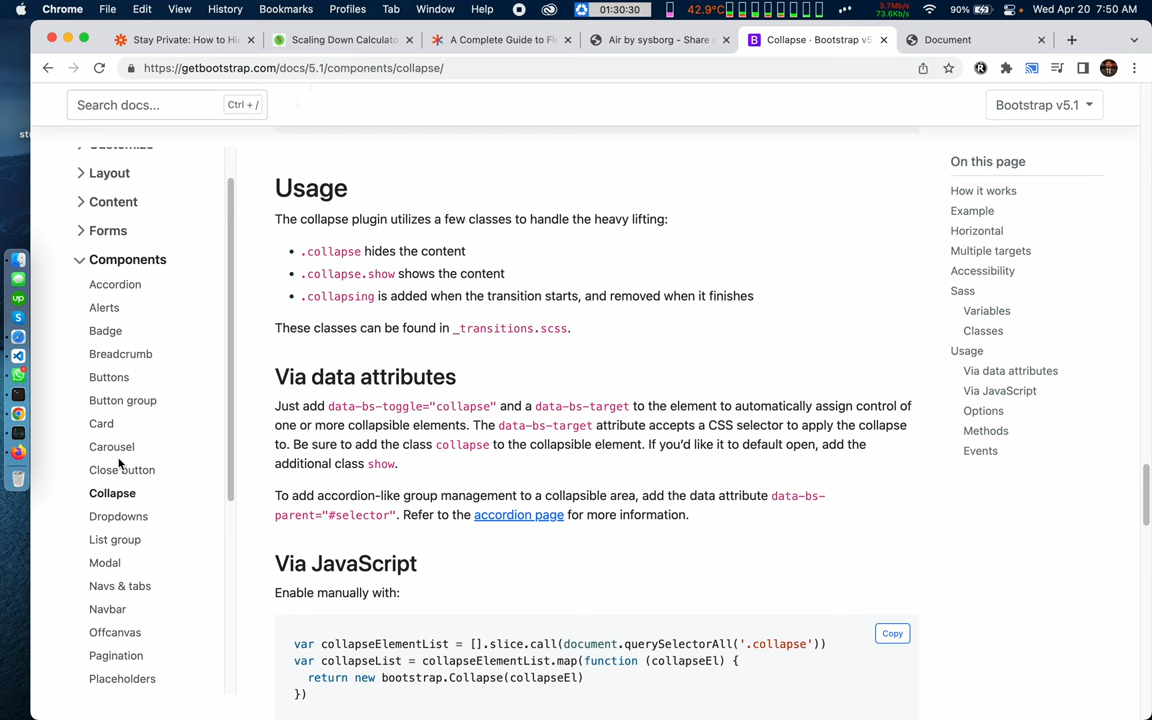 Chrome File Edit View History Bookmarks Profiles Tab Window Help 01:30:30 42.9°C 3.7Mb/s 73.6Kb/s 90% Wed Apr 20 7:50 AM
Stay Private: How to Hi
Scaling Down Calculato
A Complete Guide to Fl
Air by sysborg - Share
Collapse · Bootstrap v5
Document
https://getbootstrap.com/docs/5.1/components/collapse/
Search docs... Ctrl + /
Bootstrap v5.1
Customize
Layout
Content
Forms
Components
Accordion
Alerts
Badge
Breadcrumb
Buttons
Button group
Card
Carousel
Close button
Collapse
Dropdowns
List group
Modal
Navs & tabs
Navbar
Offcanvas
Pagination
Placeholders
Usage
The collapse plugin utilizes a few classes to handle the heavy lifting:
• .collapse hides the content
• .collapse.show shows the content
• .collapsing is added when the transition starts, and removed when it finishes
These classes can be found in _transitions.scss.
Via data attributes
Just add data-bs-toggle="collapse" and a data-bs-target to the element to automatically assign control of
one or more collapsible elements. The data-bs-target attribute accepts a CSS selector to apply the collapse
to. Be sure to add the class collapse to the collapsible element. If you'd like it to default open, add the
additional class show.
To add accordion-like group management to a collapsible area, add the data attribute data-bs-
parent="#selector". Refer to the accordion page for more information.
Via JavaScript
Enable manually with:
Copy
var collapseElementList = [].slice.call(document.querySelectorAll('.collapse'))
var collapseList = collapseElementList.map(function (collapseEl) {
return new bootstrap.Collapse(collapseEl)
})
On this page
How it works
Example
Horizontal
Multiple targets
Accessibility
Sass
Variables
Classes
Usage
Via data attributes
Via JavaScript
Options
Methods
Events